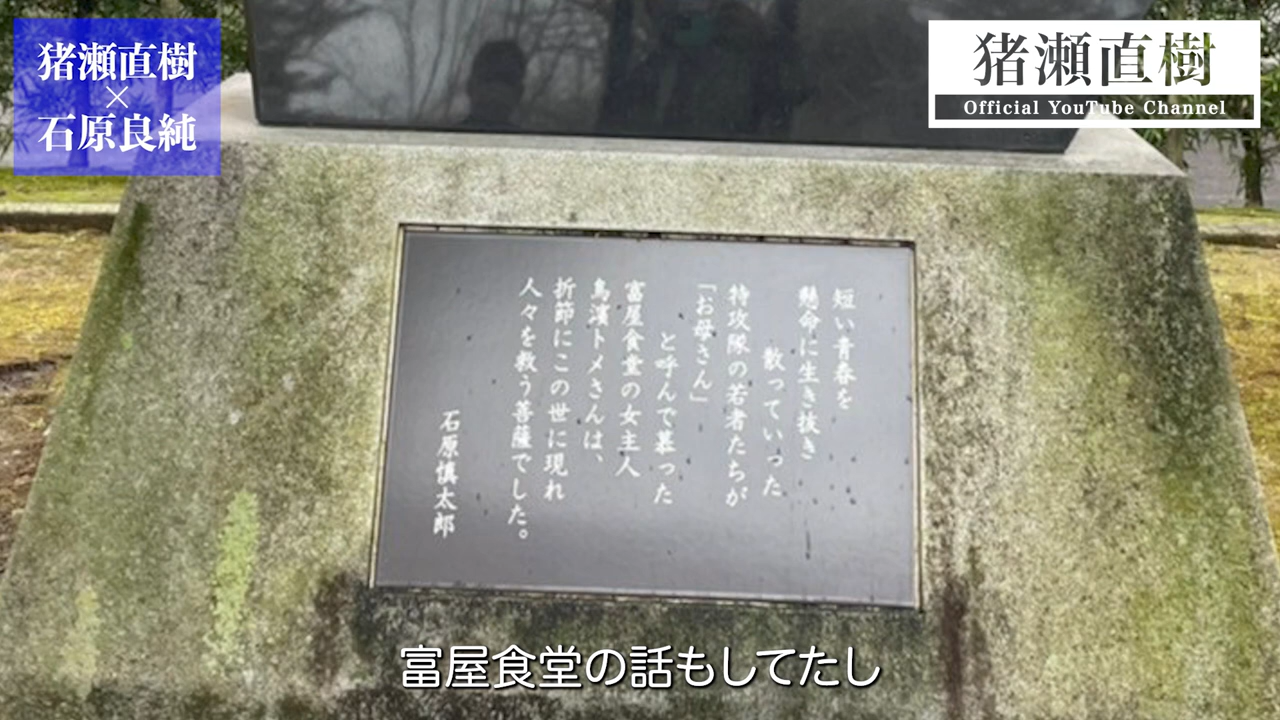 猪瀬直樹
×
石原良純
猪瀬直樹
Official YouTube Channel
短い青春を
懸命に生き抜き
散っていった
特攻隊の若者たちが
「お母さん」
と呼んで慕った
富屋食堂の女主人
鳥濱トメさんは、
折節にこの世に現れ
人々を救う菩薩でした。
石原慎太郎
富屋食堂の話もしてたし